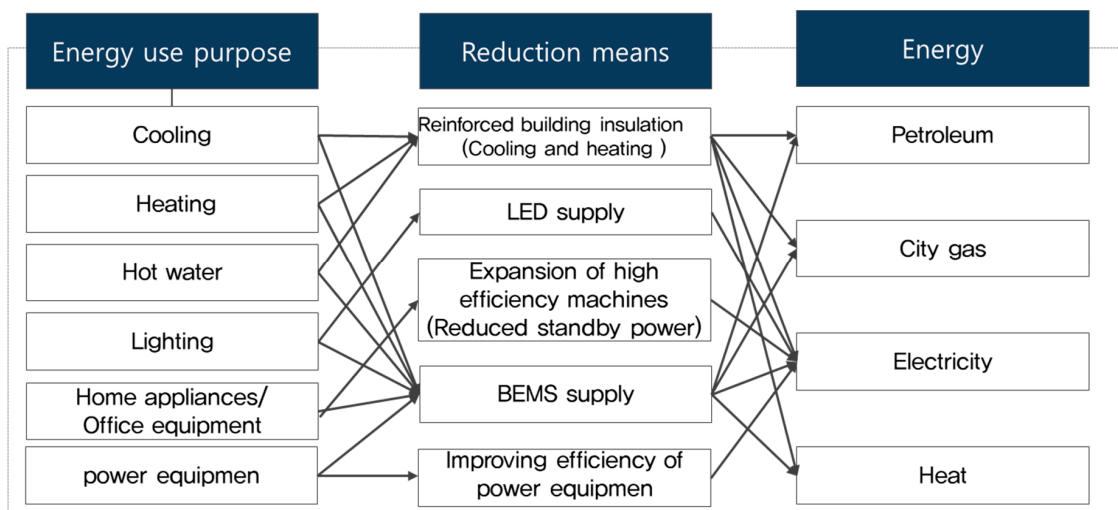 Energy use purpose
Reduction means
Energy
Cooling
Heating
Hot water
Lighting
Home appliances/
Office equipment
power equipmen
Reinforced building insulation
(Cooling and heating )
LED supply
Expansion of high
efficiency machines
(Reduced standby power)
BEMS supply
Improving efficiency of
power equipmen
Petroleum
City gas
Electricity
Heat